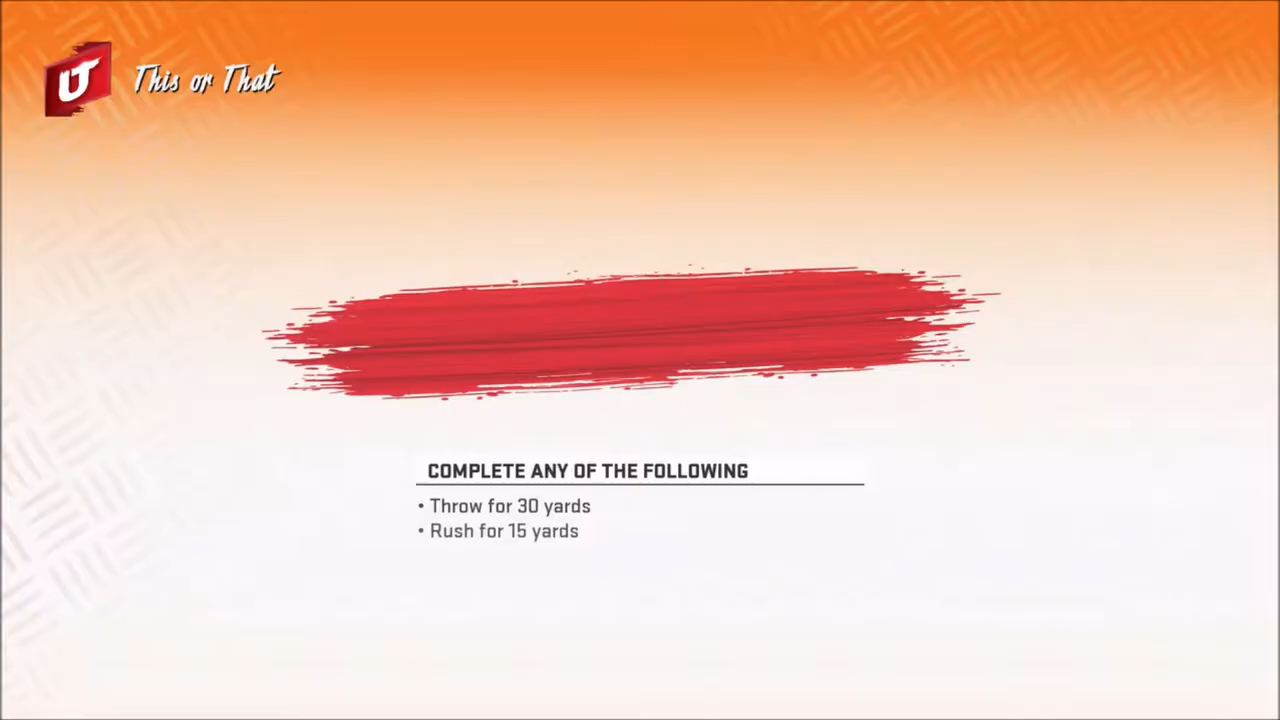 UT This or That
COMPLETE ANY OF THE FOLLOWING
• Throw for 30 yards
• Rush for 15 yards